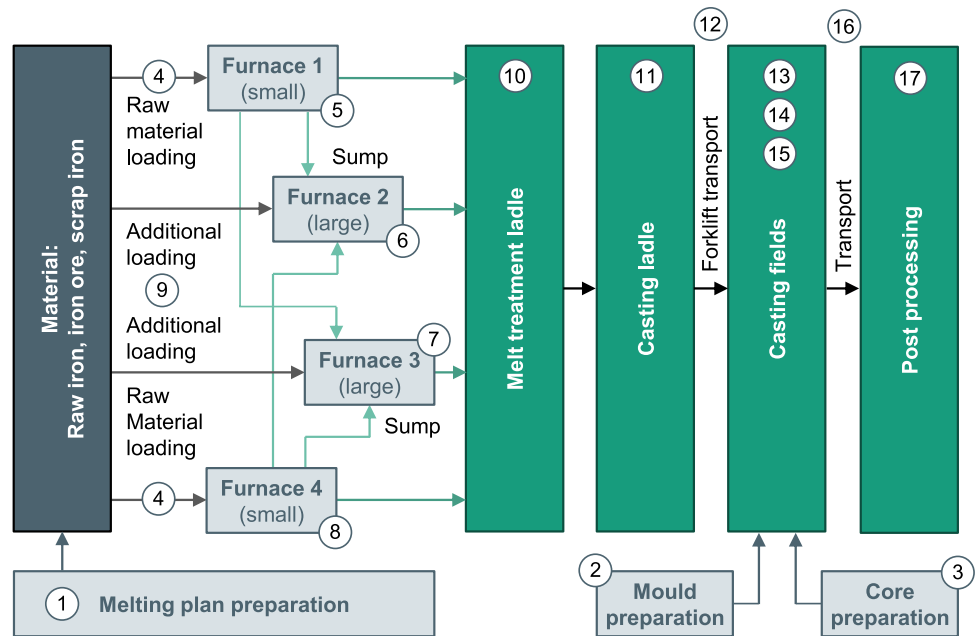 12
16
4
Furnace 1
(small)
5
10
11
13
14
15
17
Raw
material
loading
Sump
Furnace 2
(large)
6
Additional
loading
9
Additional
loading
Furnace 3
(large)
7
Raw
Material
loading
Sump
4
Furnace 4
(small)
8
Material:
Raw iron, iron ore, scrap iron
Melt treatment ladle
Casting ladle
Forklift transport
Casting fields
Transport
Post processing
1
Melting plan preparation
2
Mould
preparation
3
Core
preparation